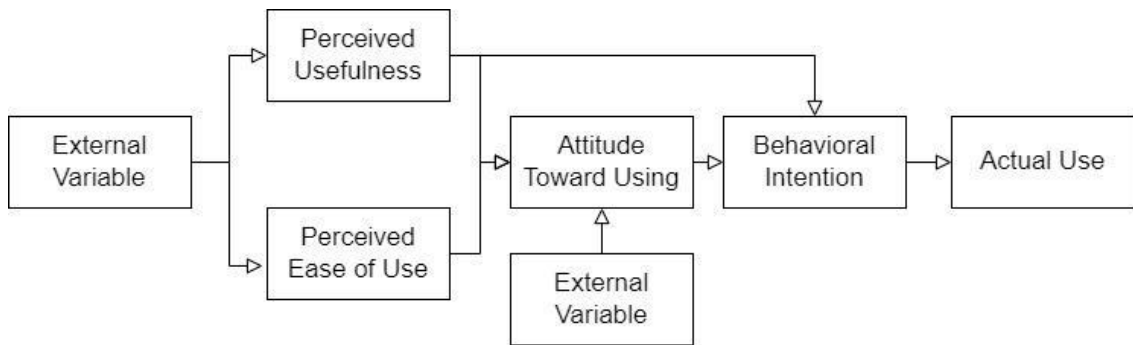 Perceived
Usefulness
External
Variable
Attitude
Toward Using
Behavioral
Intention
Actual Use
Perceived
Ease of Use
External
Variable